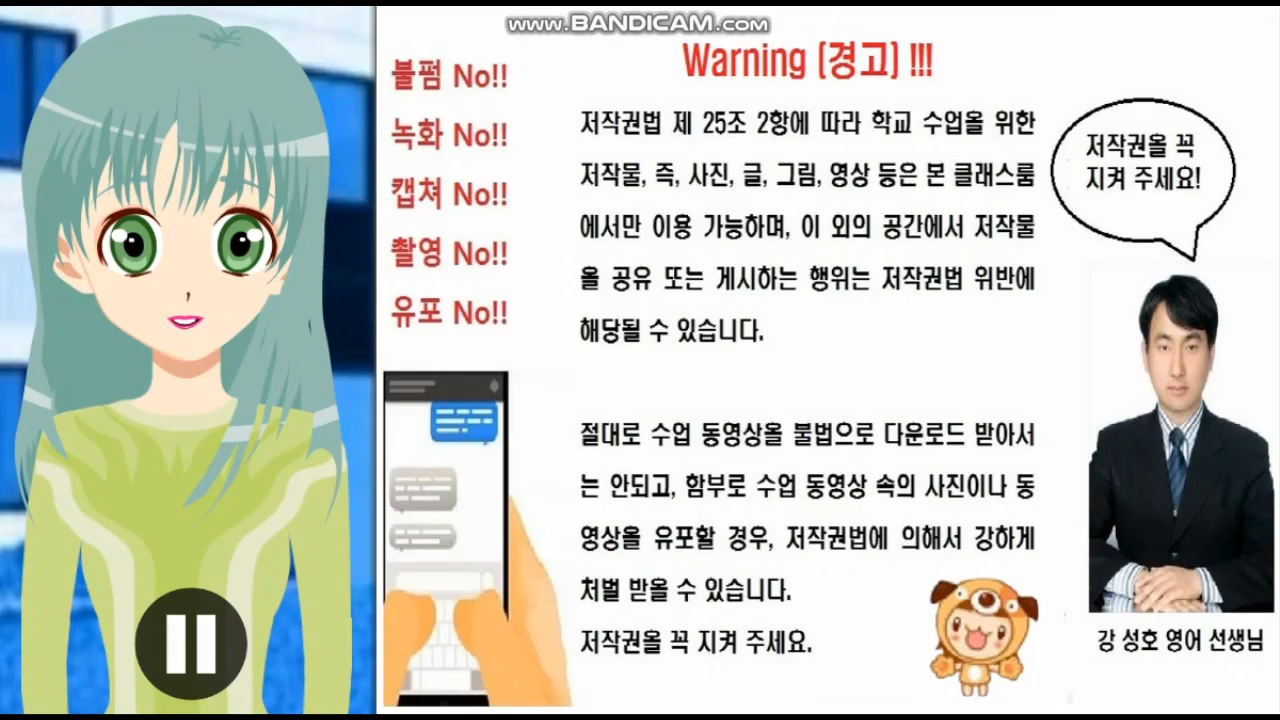 www.BANDICAM.com
Warning (경고) !!!
불펌 No!!
녹화 No!!
캡쳐 No!!
촬영 No!!
유포 No!!
저작권법 제 25조 2항에 따라 학교 수업을 위한
저작물, 즉, 사진, 글, 그림, 영상 등은 본 클래스룸
에서만 이용 가능하며, 이 외의 공간에서 저작물
을 공유 또는 게시하는 행위는 저작권법 위반에
해당될 수 있습니다.
절대로 수업 동영상을 불법으로 다운로드 받아서
는 안되고, 함부로 수업 동영상 속의 사진이나 동
영상을 유포할 경우, 저작권법에 의해서 강하게
처벌 받을 수 있습니다.
저작권을 꼭 지켜 주세요.
저작권을 꼭
지켜 주세요!
강 성호 영어 선생님